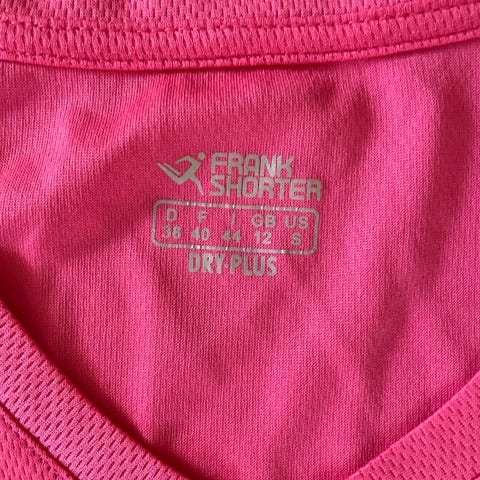 FRANK
SHORTER
D F I GB US
38 40 44 12 S
DRY-PLUS